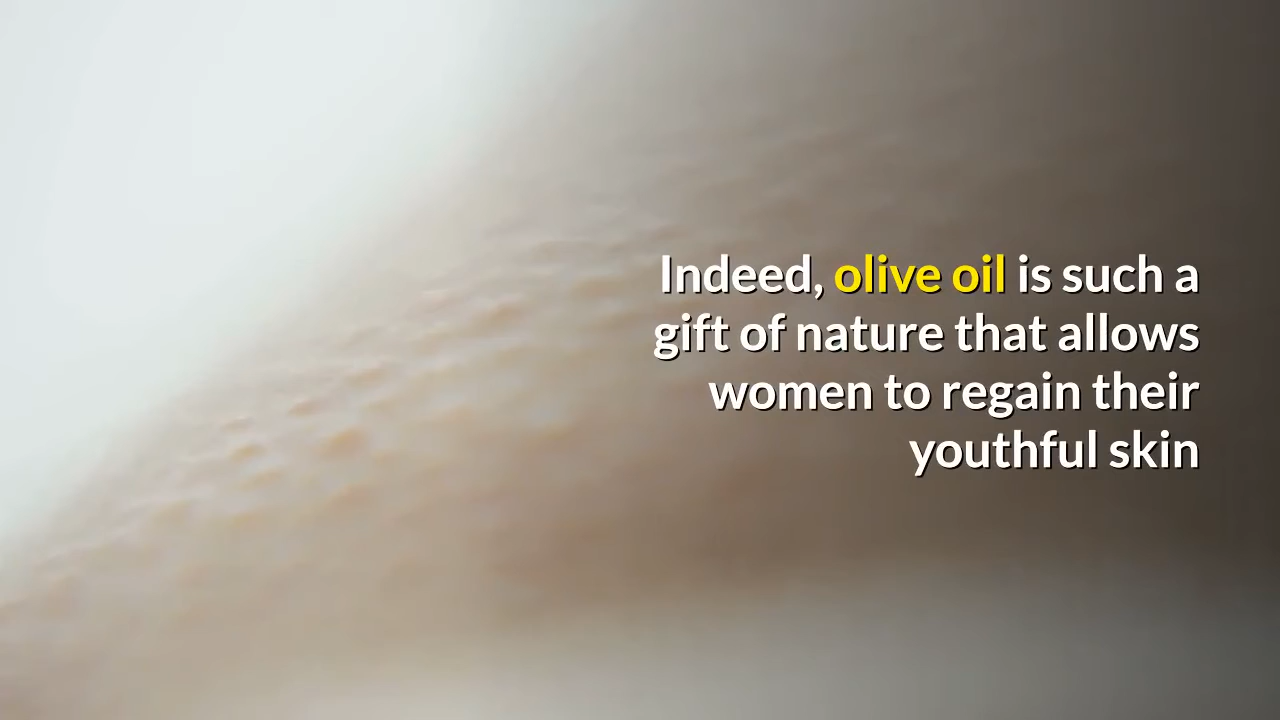 Indeed, olive oil is such a
gift of nature that allows
women to regain their
youthful skin